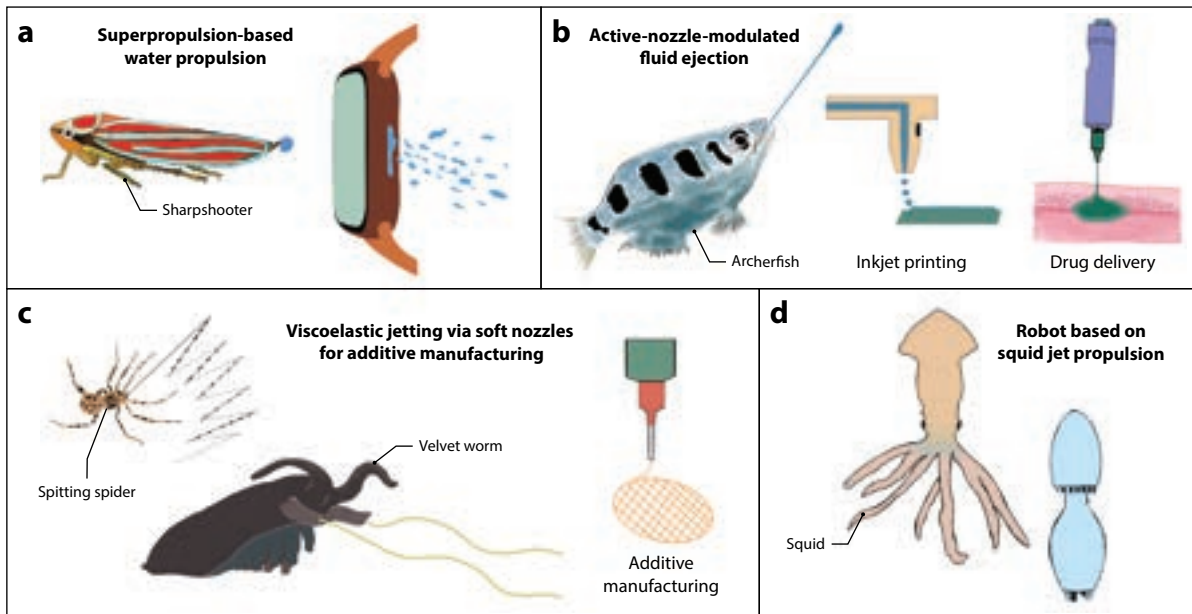 a
Superpropulsion-based
water propulsion
Sharpshooter
b
Active-nozzle-modulated
fluid ejection
Archerfish
Inkjet printing
Drug delivery
c
Viscoelastic jetting via soft nozzles
for additive manufacturing
Spitting spider
Velvet worm
Additive
manufacturing
d
Robot based on
squid jet propulsion
Squid